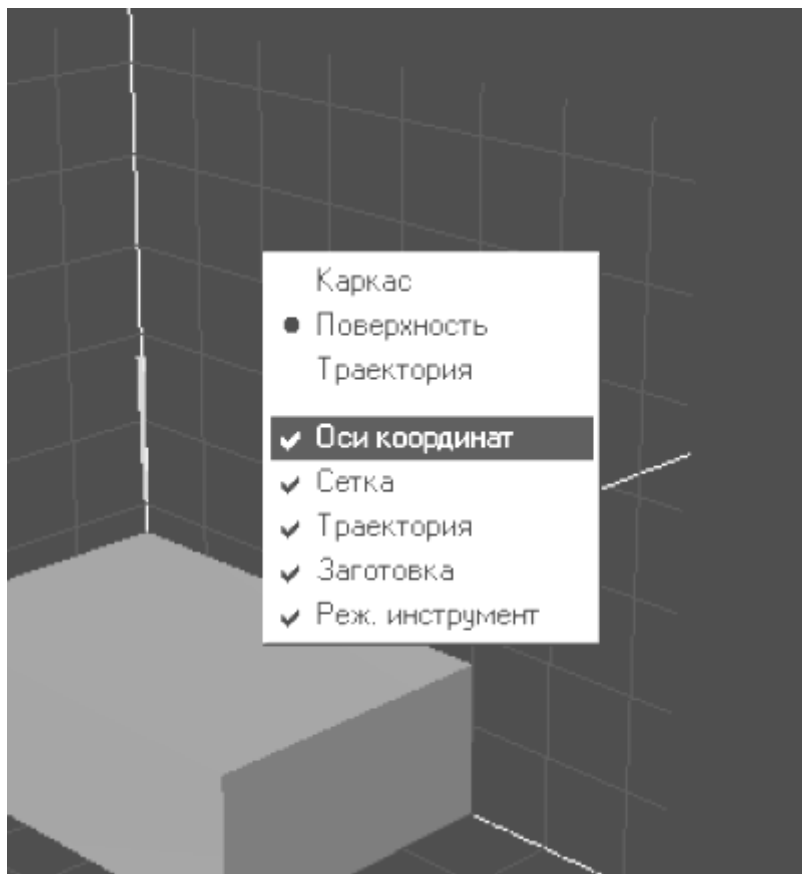 Каркас
Поверхность
Траектория
Оси координат
Сетка
Траектория
Заготовка
Реж. инструмент